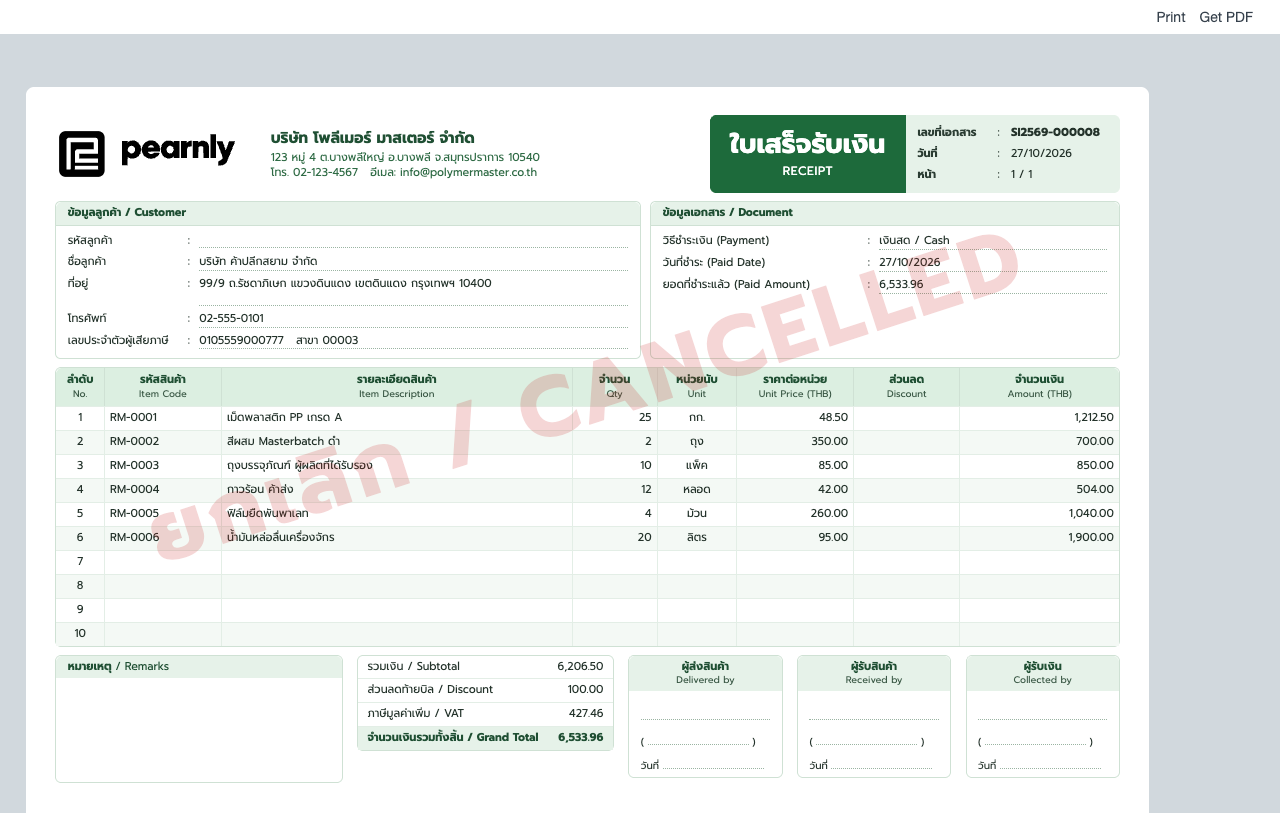 Print Get PDF
pearnly
บริษัท โพลีเมอร์ มาสเตอร์ จำกัด
123 หมู่ 4 ต.บางพลีใหญ่ อ.บางพลี จ.สมุทรปราการ 10540
โทร. 02-123-4567 อีเมล: info@polymermaster.co.th
ใบเสร็จรับเงิน
RECEIPT
เลขที่เอกสาร : SI2569-000008
วันที่ : 27/10/2026
หน้า : 1 / 1
ข้อมูลลูกค้า / Customer
รหัสลูกค้า :
ชื่อลูกค้า : บริษัท ค้าปลีกสยาม จำกัด
ที่อยู่ : 99/9 ถ.รัชดาภิเษก แขวงดินแดง เขตดินแดง กรุงเทพฯ 10400
โทรศัพท์ : 02-555-0101
เลขประจำตัวผู้เสียภาษี : 0105559000777 สาขา 00003
ข้อมูลเอกสาร / Document
วิธีชำระเงิน (Payment) : เงินสด / Cash
วันที่ชำระ (Paid Date) : 27/10/2026
ยอดที่ชำระแล้ว (Paid Amount) : 6,533.96
ยกเลิก / CANCELLED
ลำดับ รหัสสินค้า รายละเอียดสินค้า จำนวน หน่วยนับ ราคาต่อหน่วย ส่วนลด จำนวนเงิน
No. Item Code Item Description Qty Unit Unit Price (THB) Discount Amount (THB)
1 RM-0001 เม็ดพลาสติก PP เกรด A 25 กก. 48.50 1,212.50
2 RM-0002 สีผสม Masterbatch ดำ 2 ถุง 350.00 700.00
3 RM-0003 ถุงบรรจุภัณฑ์ ผู้ผลิตที่ได้รับรอง 10 แพ็ค 85.00 850.00
4 RM-0004 กาวร้อน ค้าส่ง 12 หลอด 42.00 504.00
5 RM-0005 ฟิล์มยืดพันพาเลท 4 ม้วน 260.00 1,040.00
6 RM-0006 น้ำมันหล่อลื่นเครื่องจักร 20 ลิตร 95.00 1,900.00
7
8
9
10
หมายเหตุ / Remarks
รวมเงิน / Subtotal 6,206.50
ส่วนลดท้ายบิล / Discount 100.00
ภาษีมูลค่าเพิ่ม / VAT 427.46
จำนวนเงินรวมทั้งสิ้น / Grand Total 6,533.96
ผู้ส่งสินค้า
Delivered by
( )
วันที่
ผู้รับสินค้า
Received by
( )
วันที่
ผู้รับเงิน
Collected by
( )
วันที่